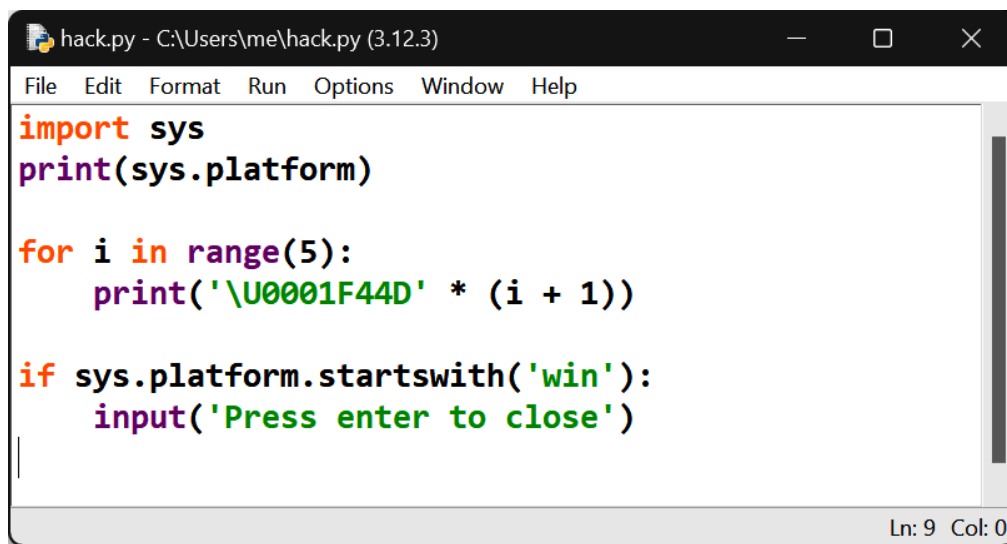 hack.py - C:\Users\me\hack.py (3.12.3)
File Edit Format Run Options Window Help
import sys
print(sys.platform)
for i in range(5):
    print('\U0001F44D' * (i + 1))
if sys.platform.startswith('win'):
    input('Press enter to close')
Ln: 9 Col: 0